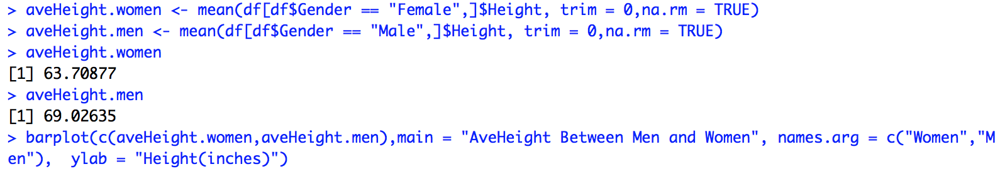 > aveHeight.women <- mean(df[df$Gender == "Female",]$Height, trim = 0,na.rm = TRUE)
> aveHeight.men <- mean(df[df$Gender == "Male",]$Height, trim = 0,na.rm = TRUE)
> aveHeight.women
[1] 63.70877
> aveHeight.men
[1] 69.02635
> barplot(c(aveHeight.women,aveHeight.men),main = "AveHeight Between Men and Women", names.arg = c("Women","M
en"),  ylab = "Height(inches)")